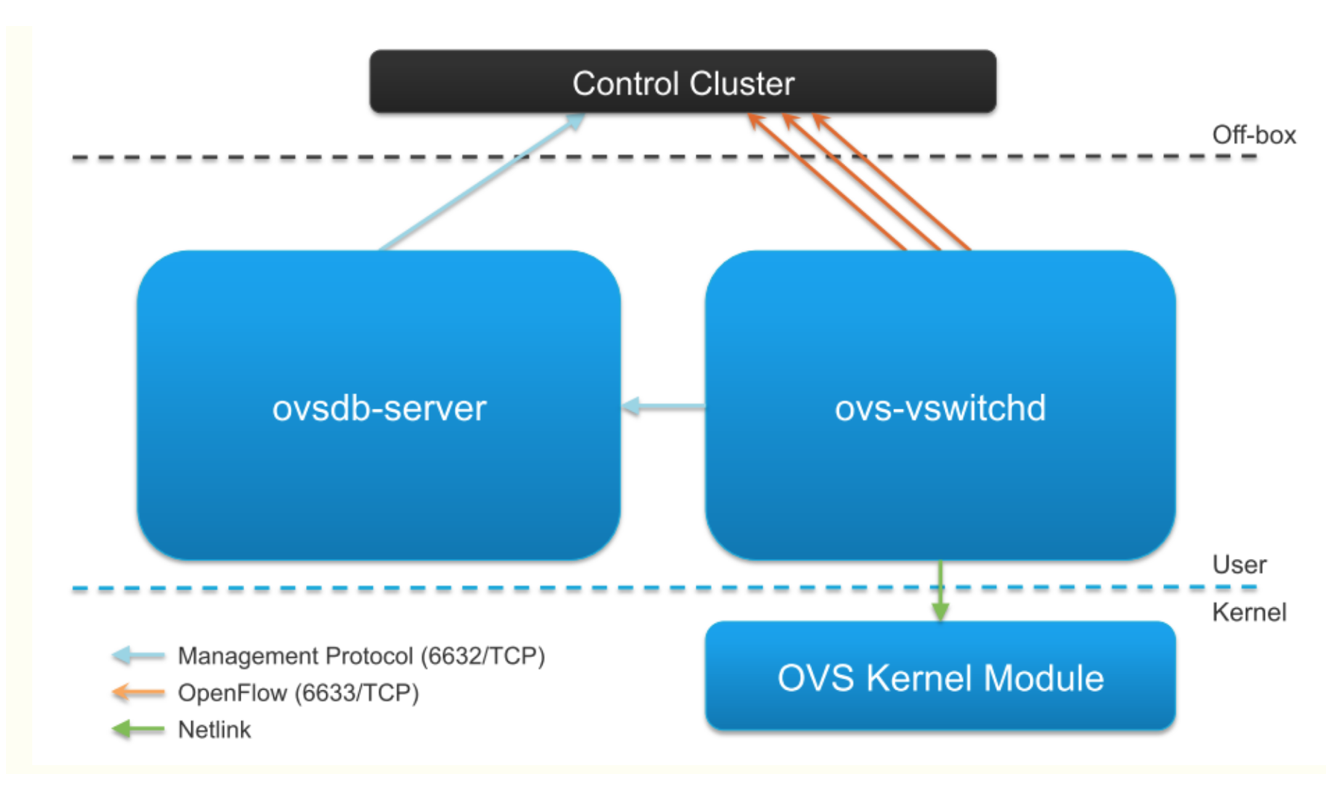 Control Cluster
Off-box
ovsdb-server
ovs-vswitchd
User
Kernel
Management Protocol (6632/TCP)
OpenFlow (6633/TCP)
Netlink
OVS Kernel Module